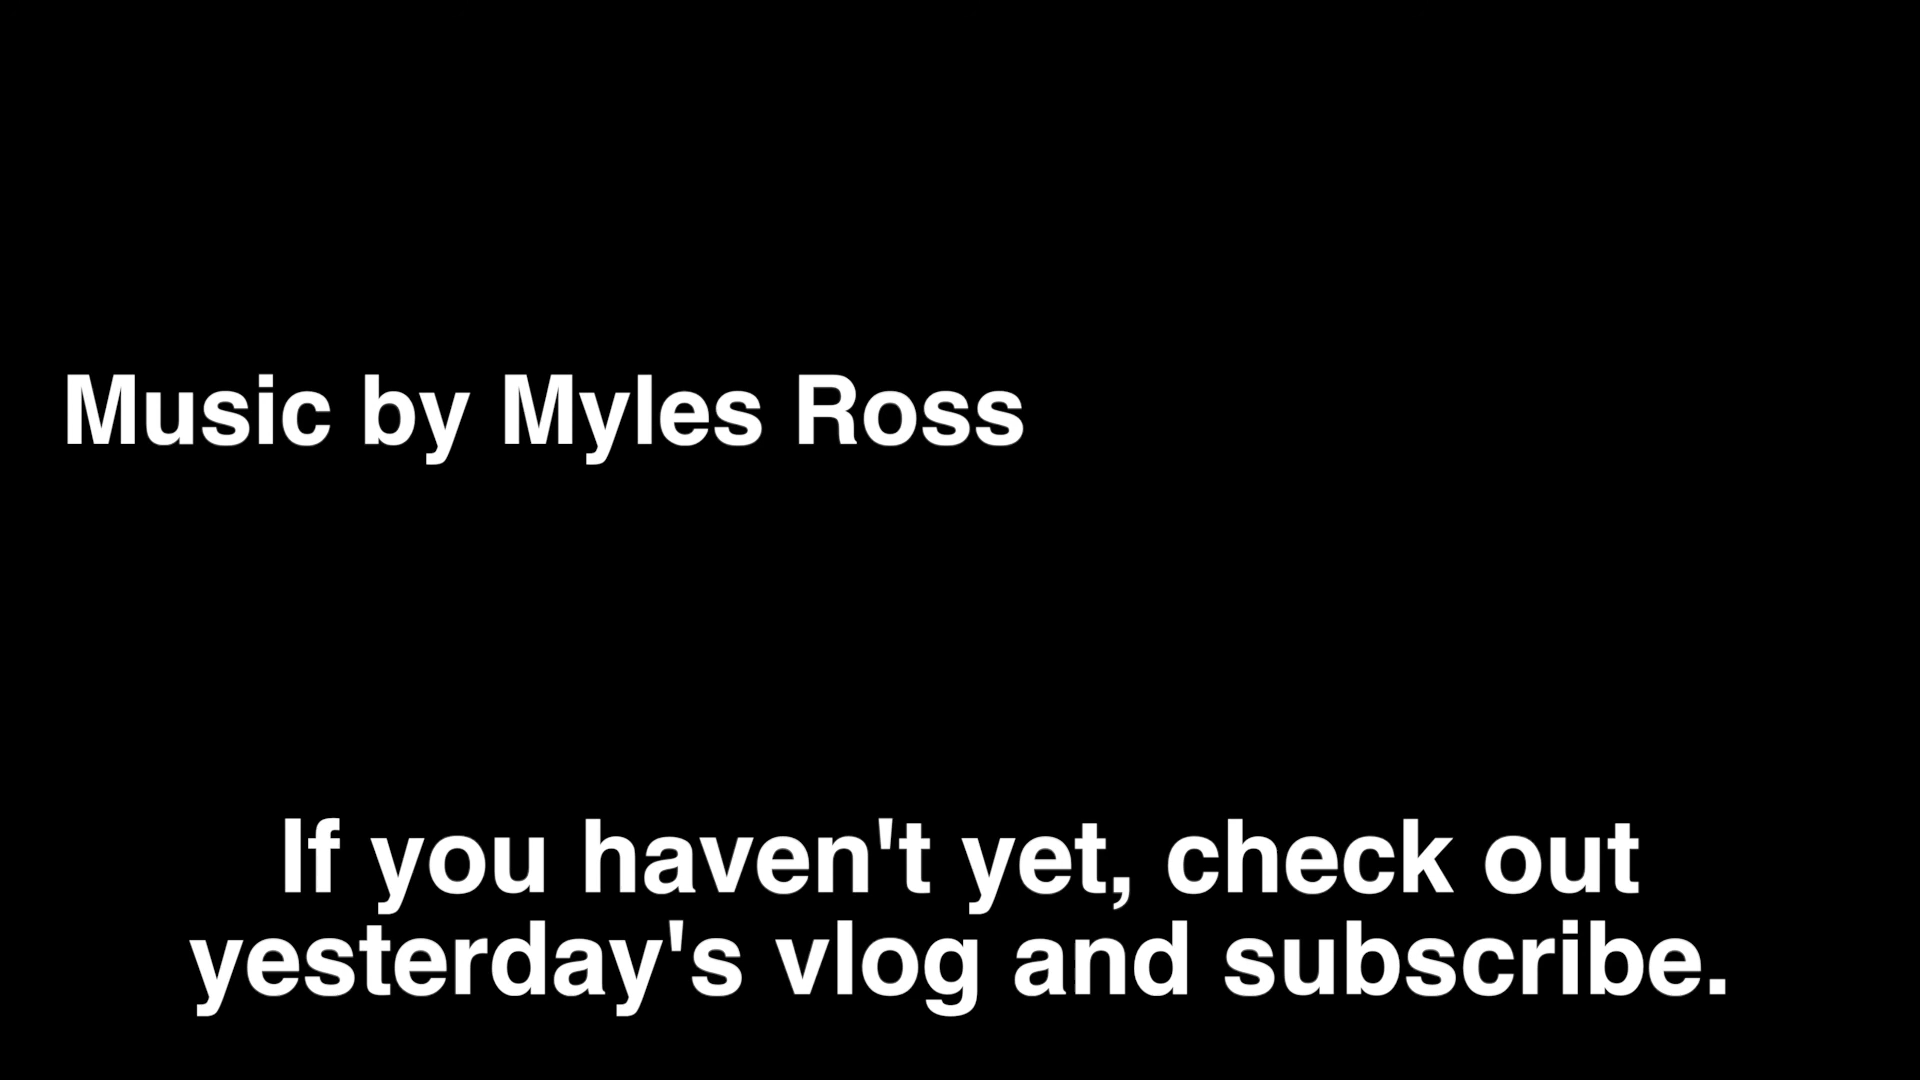 Music by Myles Ross
If you haven't yet, check out
yesterday's vlog and subscribe.